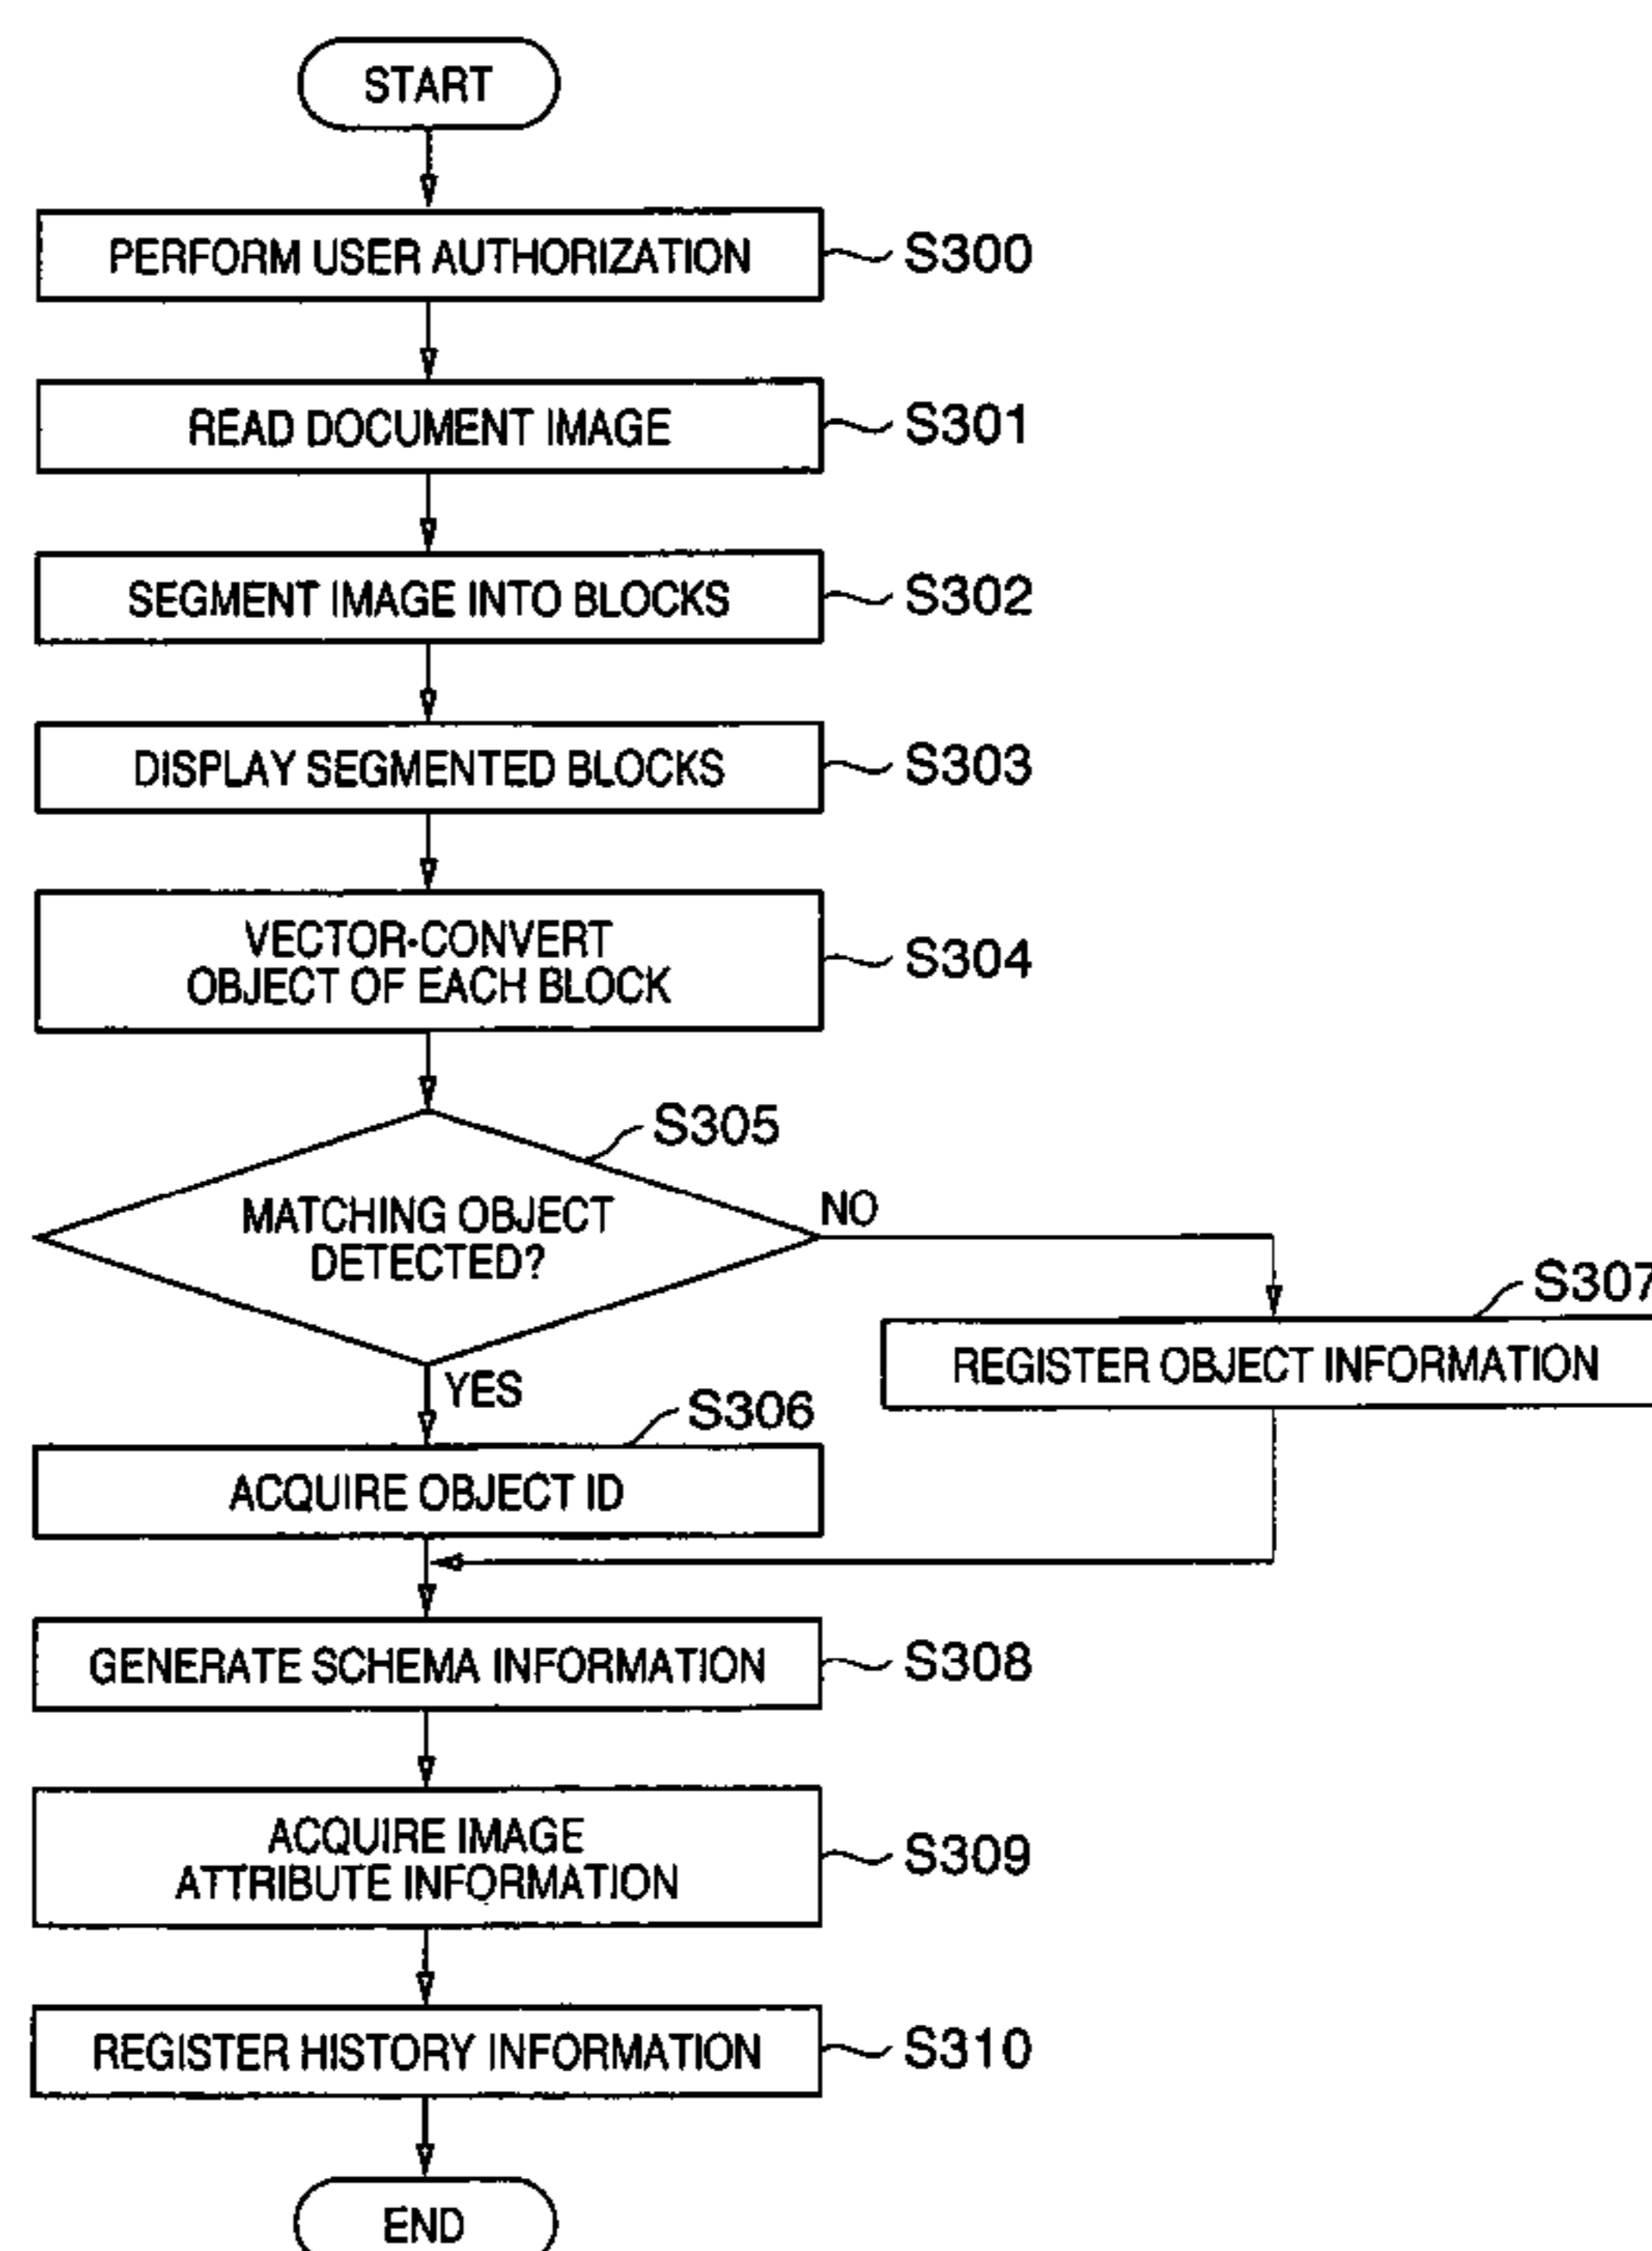 START
PERFORM USER AUTHORIZATION
S300
READ DOCUMENT IMAGE
S301
SEGMENT IMAGE INTO BLOCKS
S302
DISPLAY SEGMENTED BLOCKS
S303
VECTOR-CONVERT
OBJECT OF EACH BLOCK
S304
S305
MATCHING OBJECT
DETECTED?
NO
YES
S307
REGISTER OBJECT INFORMATION
S306
ACQUIRE OBJECT ID
GENERATE SCHEMA INFORMATION
S308
ACQUIRE IMAGE
ATTRIBUTE INFORMATION
S309
REGISTER HISTORY INFORMATION
S310
END